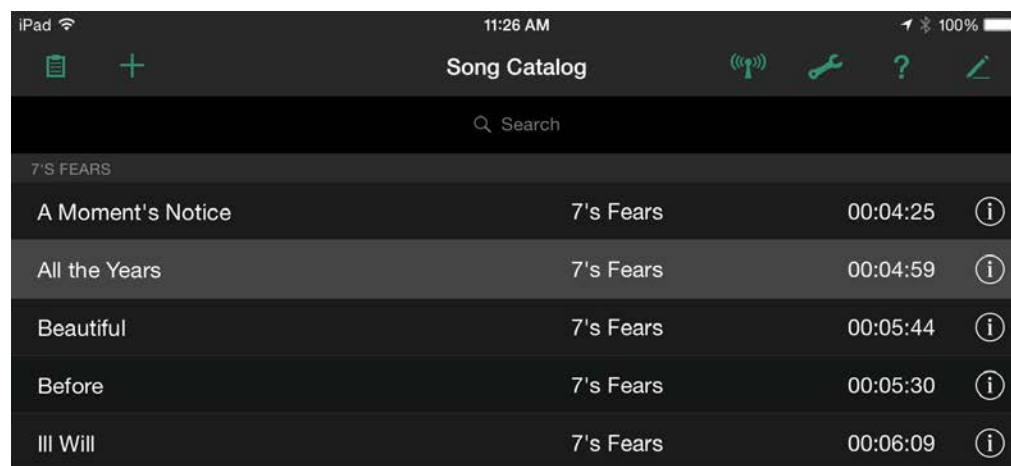 iPad 11:26 AM 100%
Song Catalog ?
Search
7'S FEARS
A Moment's Notice 7's Fears 00:04:25
All the Years 7's Fears 00:04:59
Beautiful 7's Fears 00:05:44
Before 7's Fears 00:05:30
Ill Will 7's Fears 00:06:09